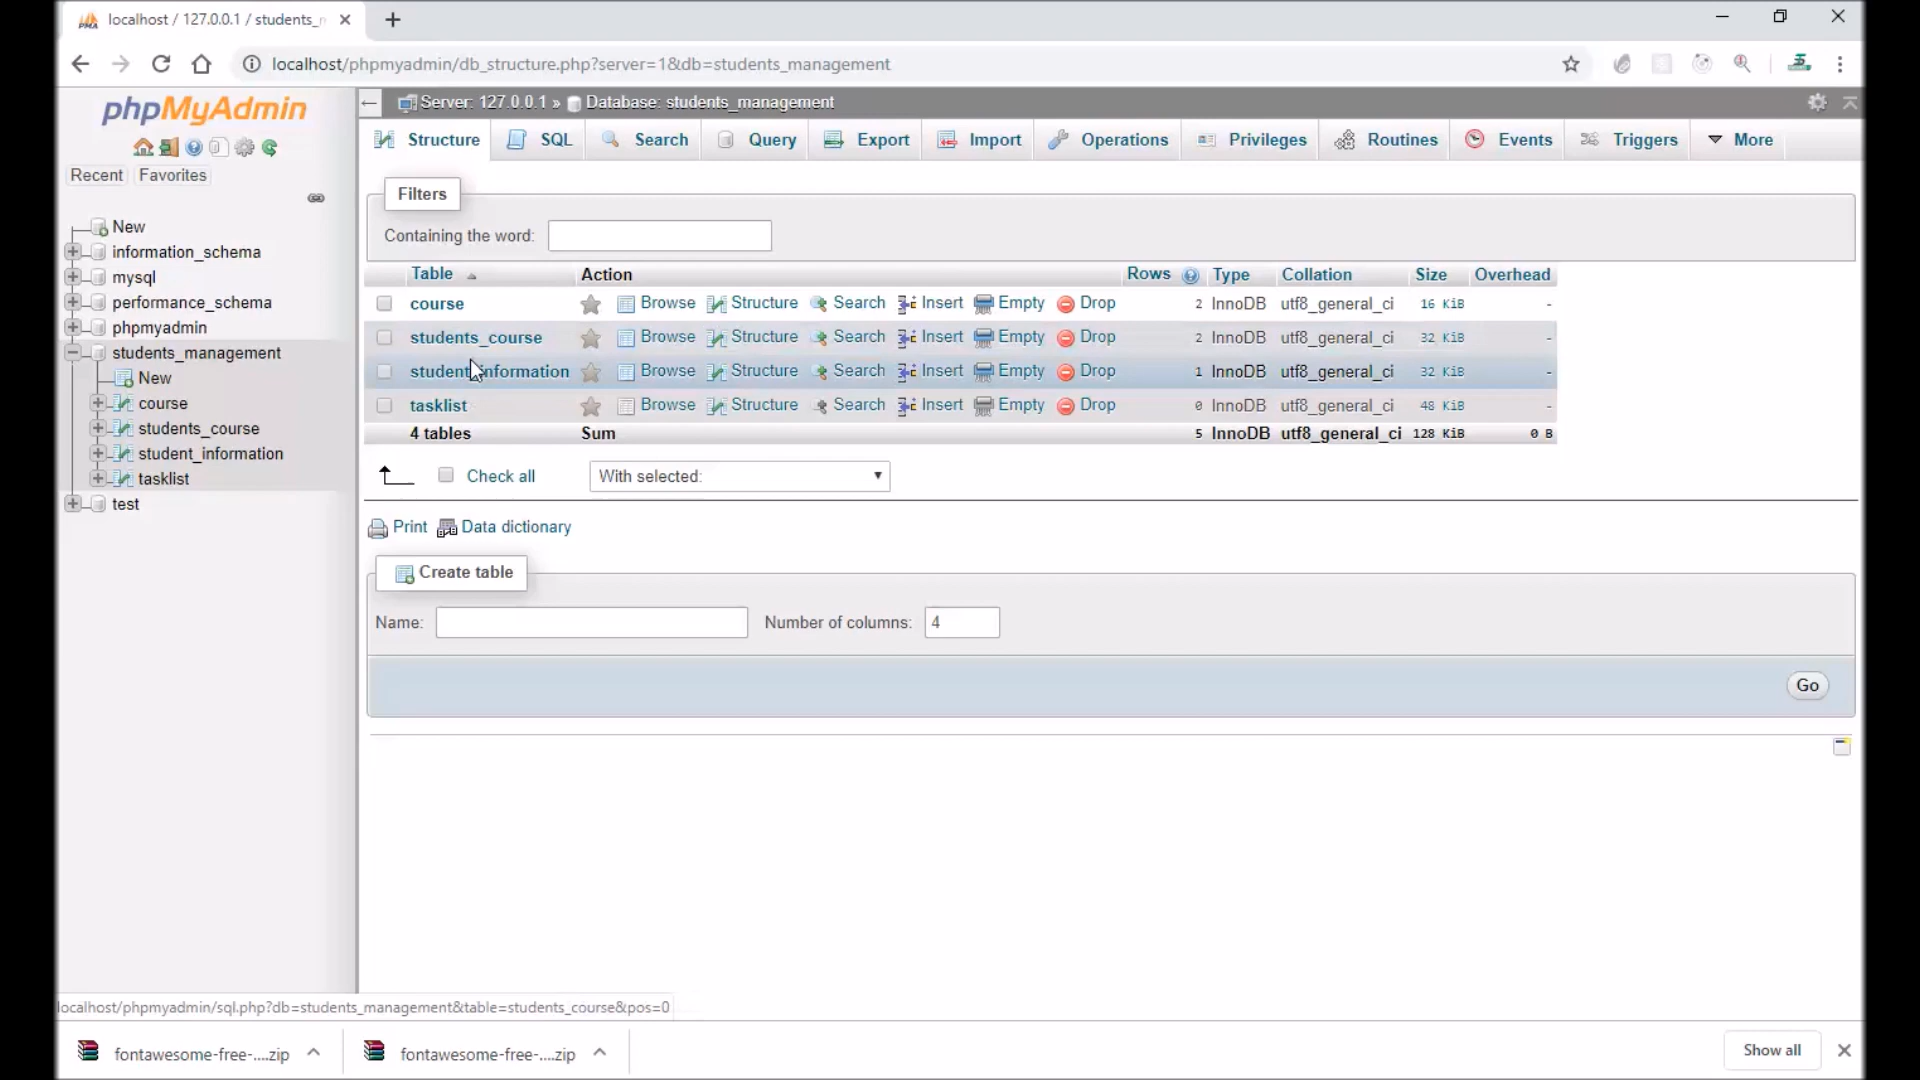 localhost / 127.0.0.1 / students_
localhost/phpmyadmin/db_structure.php?server=1&db=students_management
phpMyAdmin
Recent Favorites
New
information_schema
mysql
performance_schema
phpmyadmin
students_management
New
course
students_course
student_information
tasklist
test
Server: 127.0.0.1 » Database: students_management
Structure SQL Search Query Export Import Operations Privileges Routines Events Triggers More
Filters
Containing the word:
Table Action Rows Type Collation Size Overhead
course Browse Structure Search Insert Empty Drop 2 InnoDB utf8_general_ci 16 KiB -
students_course Browse Structure Search Insert Empty Drop 2 InnoDB utf8_general_ci 32 KiB -
student_information Browse Structure Search Insert Empty Drop 1 InnoDB utf8_general_ci 32 KiB -
tasklist Browse Structure Search Insert Empty Drop 0 InnoDB utf8_general_ci 48 KiB -
4 tables Sum 5 InnoDB utf8_general_ci 128 KiB 0 B
Check all With selected:
Print Data dictionary
Create table
Name: Number of columns: 4
Go
localhost/phpmyadmin/sql.php?db=students_management&table=students_course&pos=0
fontawesome-free-....zip fontawesome-free-....zip Show all